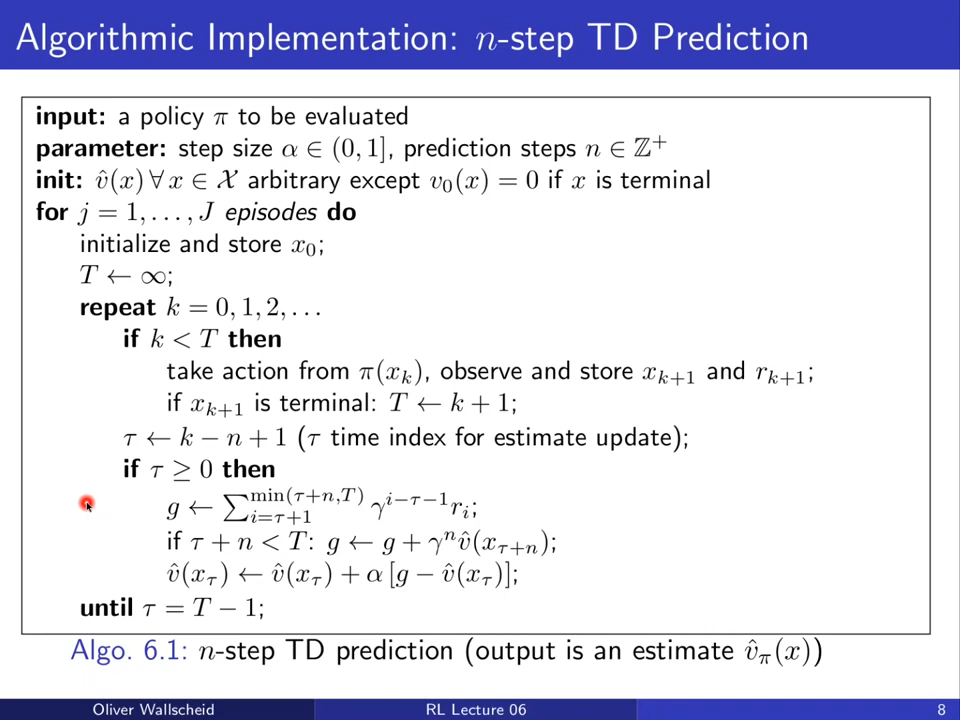 Algorithmic Implementation: n-step TD Prediction
input: a policy π to be evaluated
parameter: step size α ∈ (0, 1], prediction steps n ∈ ℤ⁺
init: v̂(x) ∀ x ∈ 𝒳 arbitrary except v₀(x) = 0 if x is terminal
for j = 1, . . . , J episodes do
initialize and store x₀;
T ← ∞;
repeat k = 0, 1, 2, . . .
if k < T then
take action from π(xₖ), observe and store xₖ₊₁ and rₖ₊₁;
if xₖ₊₁ is terminal: T ← k + 1;
τ ← k − n + 1 (τ time index for estimate update);
if τ ≥ 0 then
g ← ∑_{i=τ+1}^{min(τ+n,T)} γ^{i−τ−1} r_i;
if τ + n < T: g ← g + γⁿ v̂(x_{τ+n});
v̂(x_τ) ← v̂(x_τ) + α [g − v̂(x_τ)];
until τ = T − 1;
Algo. 6.1: n-step TD prediction (output is an estimate v̂_π(x))
Oliver Wallscheid RL Lecture 06 8